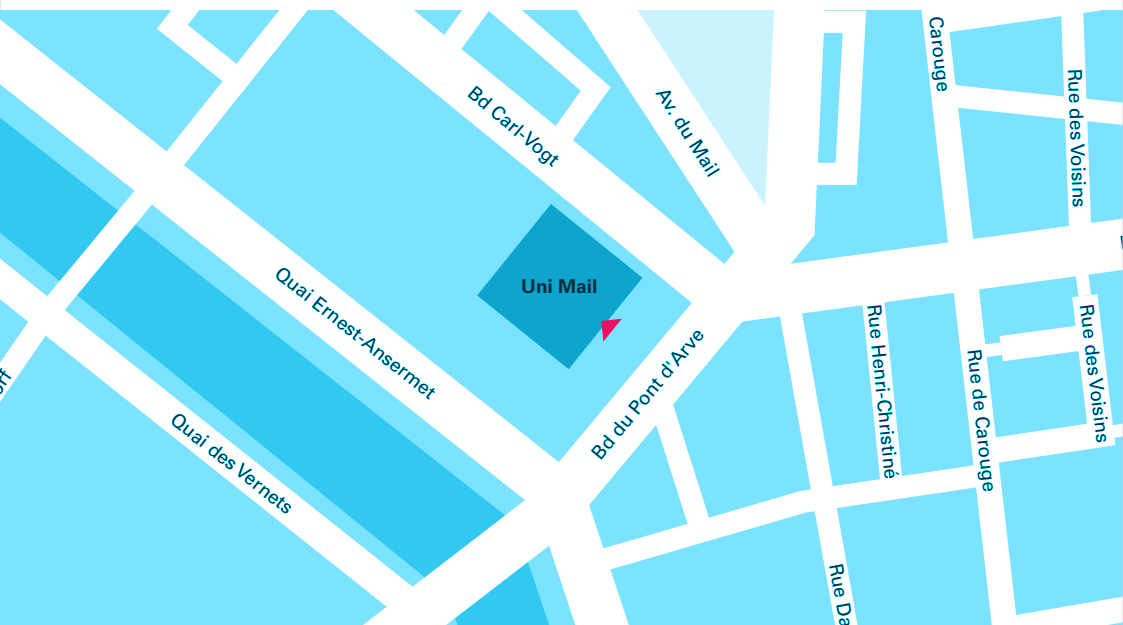 Carouge
Rue des Voisins
Bd Carl-Vogt
Av. du Mail
Uni Mail
Quai Ernest-Ansermet
Bd du Pont d'Arve
Rue Henri-Christiné
Rue de Carouge
Rue des Voisins
Quai des Vernets